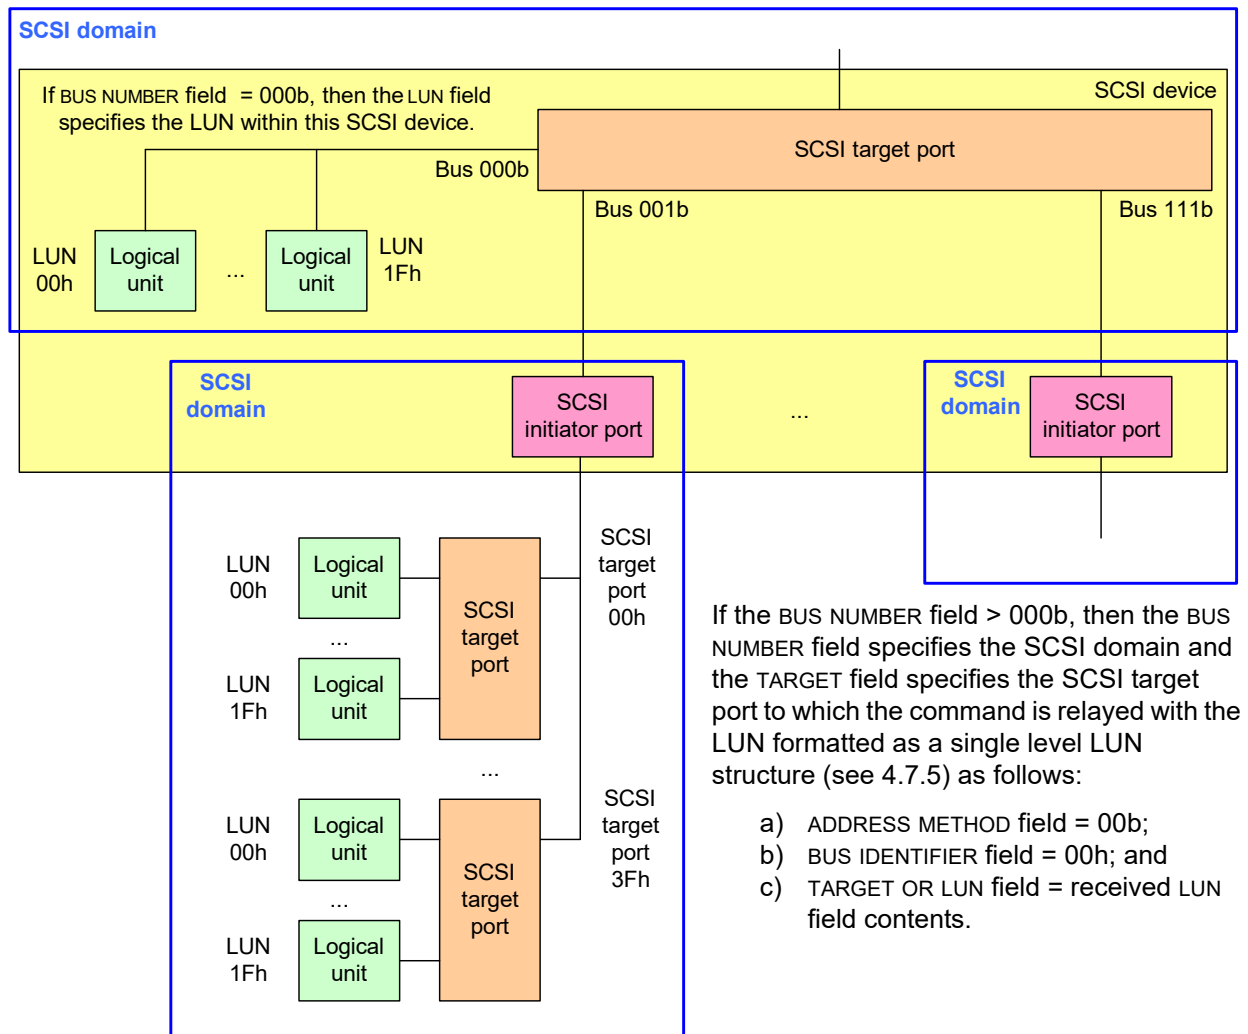 SCSI domain
SCSI device
If BUS NUMBER field = 000b, then the LUN field
specifies the LUN within this SCSI device.
SCSI target port
Bus 000b
Bus 001b
Bus 111b
LUN
00h
Logical
unit
...
Logical
unit
LUN
1Fh
SCSI
domain
SCSI
initiator port
...
SCSI
domain
SCSI
initiator port
LUN
00h
Logical
unit
...
LUN
1Fh
Logical
unit
SCSI
target
port
SCSI
target
port
00h
...
LUN
00h
Logical
unit
...
LUN
1Fh
Logical
unit
SCSI
target
port
SCSI
target
port
3Fh
If the BUS NUMBER field > 000b, then the BUS
NUMBER field specifies the SCSI domain and
the TARGET field specifies the SCSI target
port to which the command is relayed with the
LUN formatted as a single level LUN
structure (see 4.7.5) as follows:
a) ADDRESS METHOD field = 00b;
b) BUS IDENTIFIER field = 00h; and
c) TARGET OR LUN field = received LUN
field contents.